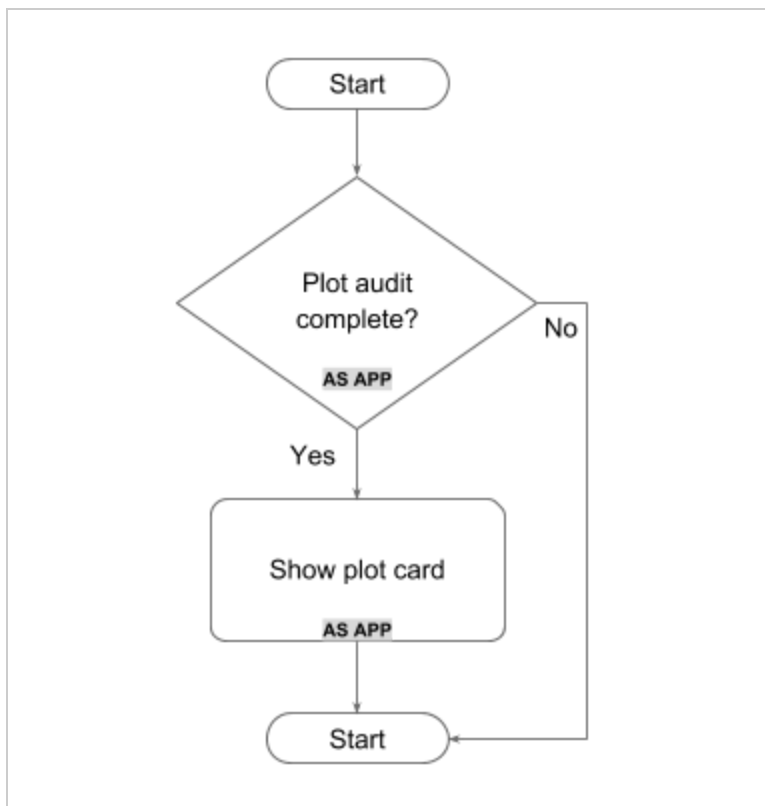 Start
Plot audit
complete?
No
AS APP
Yes
Show plot card
AS APP
Start